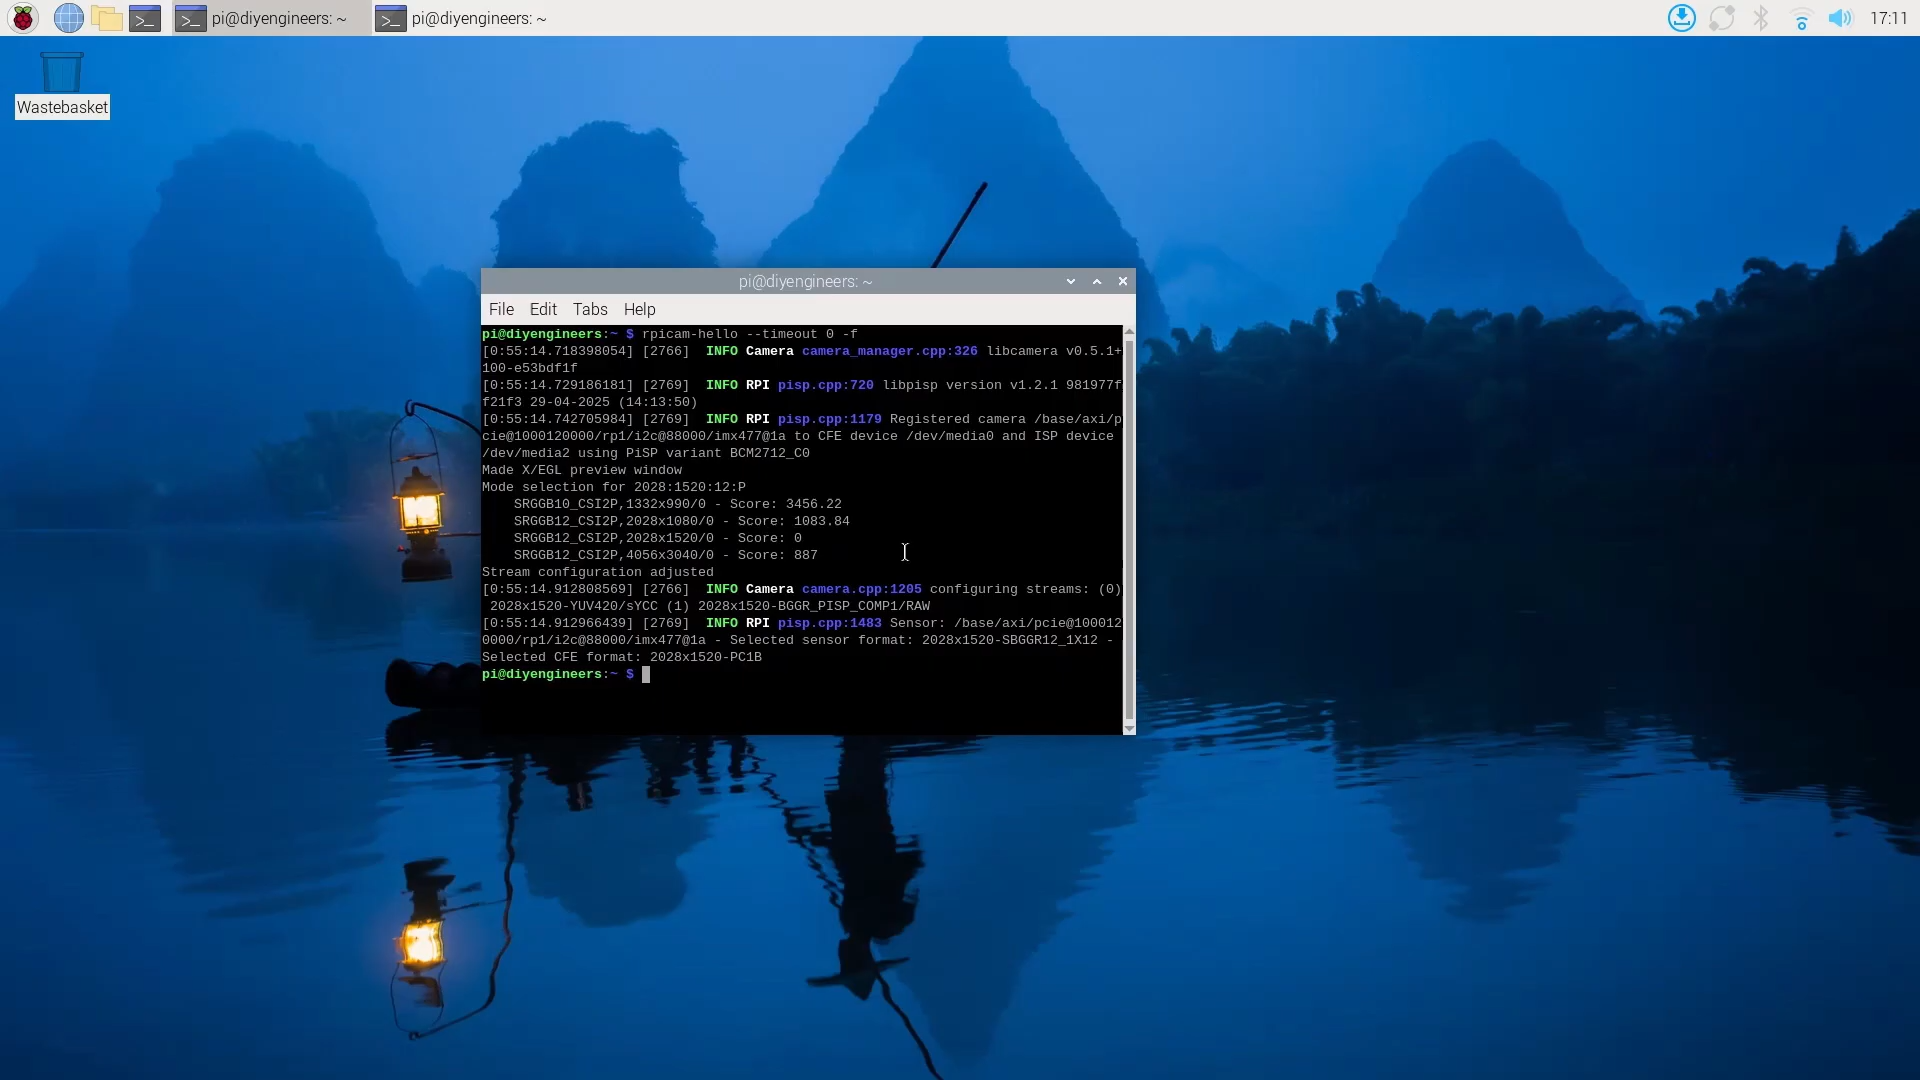 pi@diyengineers: ~
pi@diyengineers: ~
17:11
Wastebasket
pi@diyengineers: ~
File Edit Tabs Help
pi@diyengineers:~ $ rpicam-hello --timeout 0 -f
[0:55:14.718398054] [2766]  INFO Camera camera_manager.cpp:326 libcamera v0.5.1+
100-e53bdf1f
[0:55:14.729186181] [2769]  INFO RPI pisp.cpp:720 libpisp version v1.2.1 981977f
f21f3 29-04-2025 (14:13:50)
[0:55:14.742705984] [2769]  INFO RPI pisp.cpp:1179 Registered camera /base/axi/p
cie@1000120000/rp1/i2c@88000/imx477@1a to CFE device /dev/media0 and ISP device
/dev/media2 using PiSP variant BCM2712_C0
Made X/EGL preview window
Mode selection for 2028:1520:12:P
    SRGGB10_CSI2P,1332x990/0 - Score: 3456.22
    SRGGB12_CSI2P,2028x1080/0 - Score: 1083.84
    SRGGB12_CSI2P,2028x1520/0 - Score: 0
    SRGGB12_CSI2P,4056x3040/0 - Score: 887
Stream configuration adjusted
[0:55:14.912808569] [2766]  INFO Camera camera.cpp:1205 configuring streams: (0)
 2028x1520-YUV420/sYCC (1) 2028x1520-BGGR_PISP_COMP1/RAW
[0:55:14.912966439] [2769]  INFO RPI pisp.cpp:1483 Sensor: /base/axi/pcie@100012
0000/rp1/i2c@88000/imx477@1a - Selected sensor format: 2028x1520-SBGGR12_1X12 -
Selected CFE format: 2028x1520-PC1B
pi@diyengineers:~ $